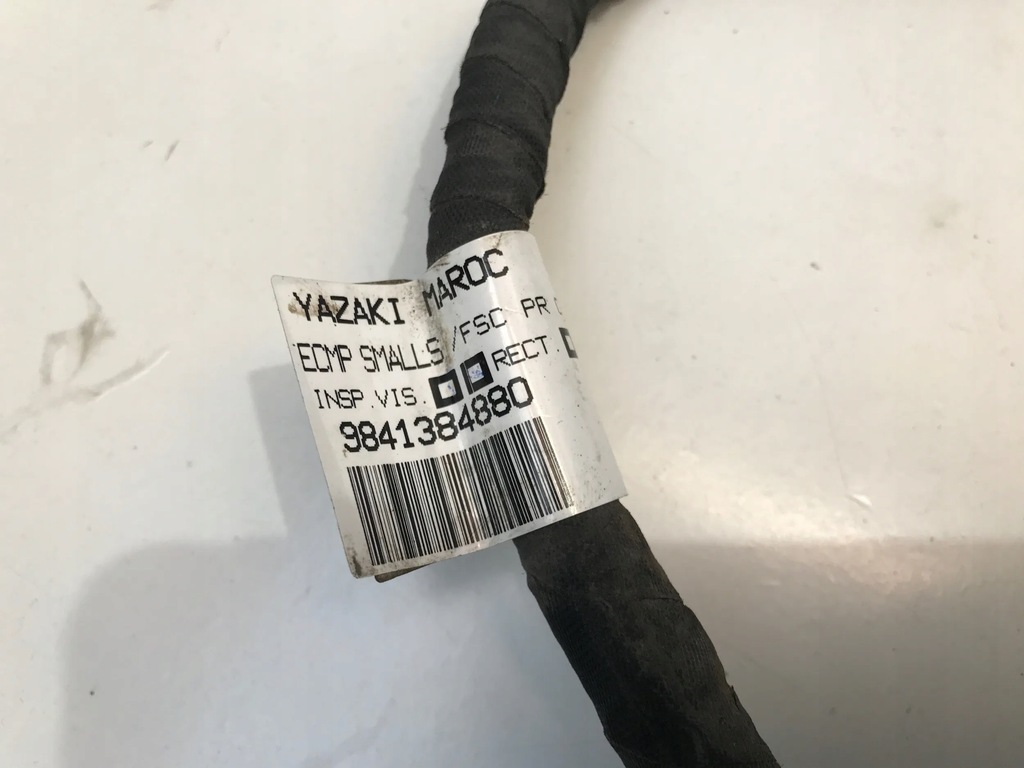 YAZAKI MAROC
ECMP SMALLS /FSC PR
INSP.VIS. RECT.
9841384880